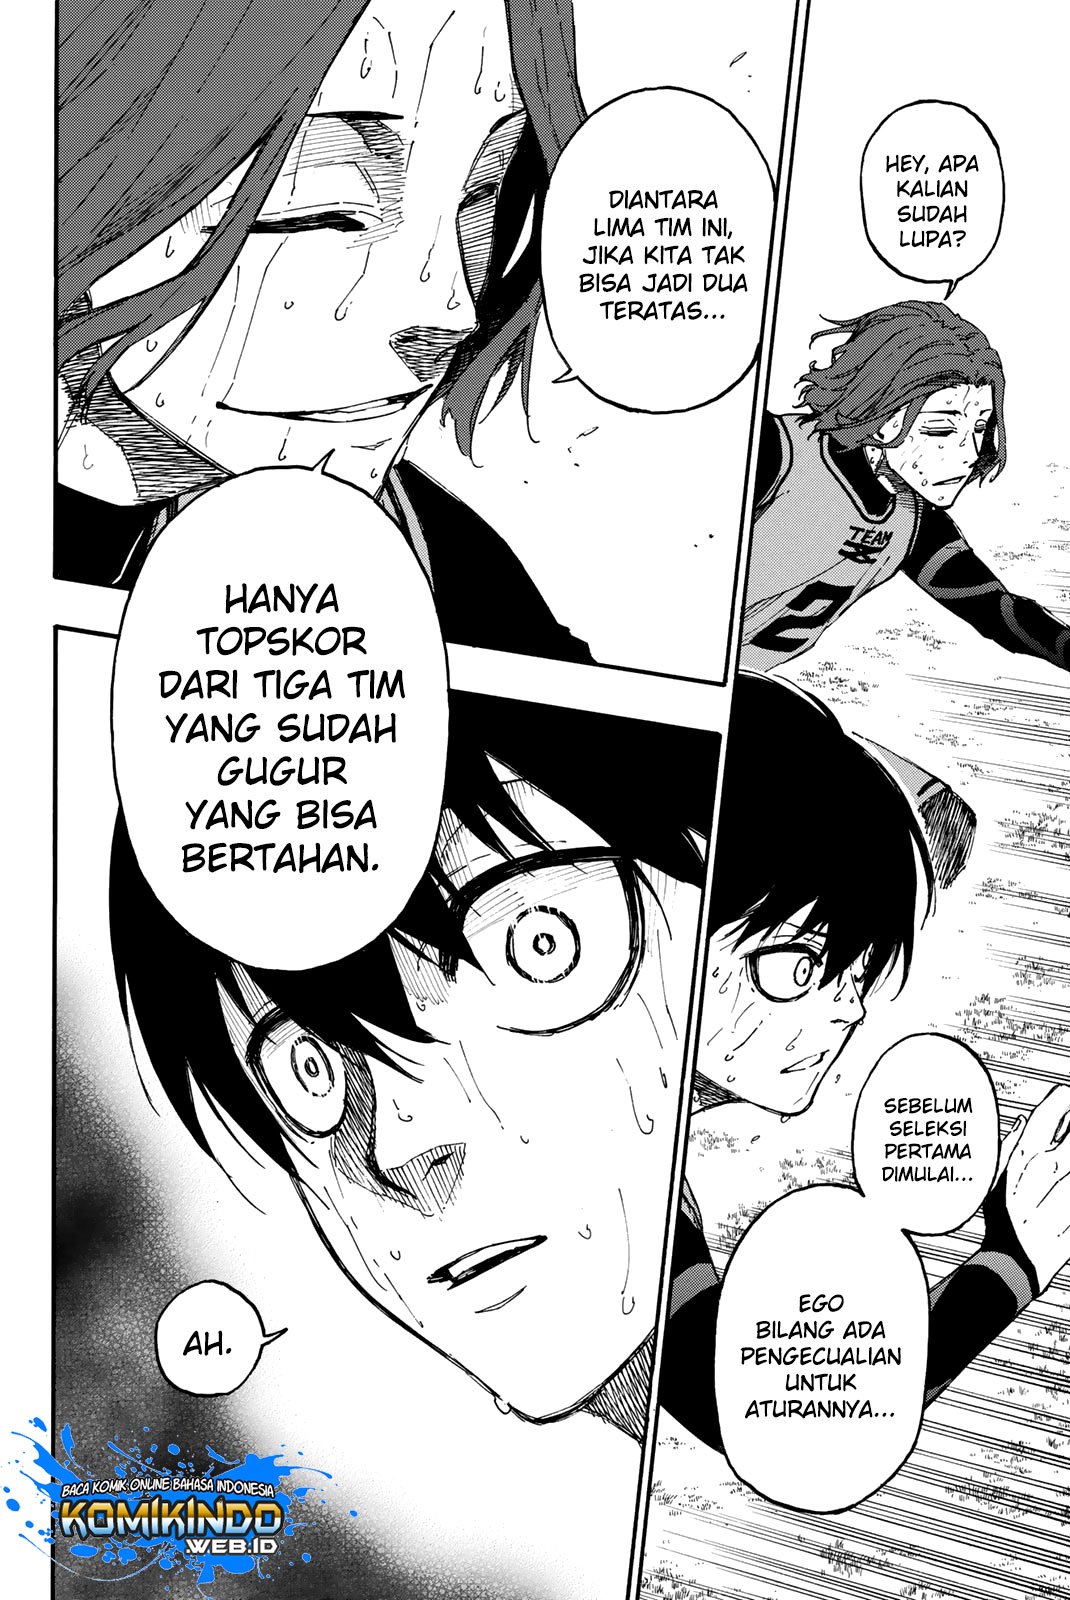 HEY, APA
KALIAN
SUDAH
LUPA?
TEAM
Z
2
SEBELUM
SELEKSI
PERTAMA
DIMULAI...
EGO
BILANG ADA
PENGECUALIAN
UNTUK
ATURANNYA...
DIANTARA
LIMA TIM INI,
JIKA KITA TAK
BISA JADI DUA
TERATAS...
HANYA
TOPSKOR
DARI TIGA TIM
YANG SUDAH
GUGUR
YANG BISA
BERTAHAN.
AH.
BACA KOMIK ONLINE BAHASA INDONESIA
KOMIKINDO
.WEB.ID